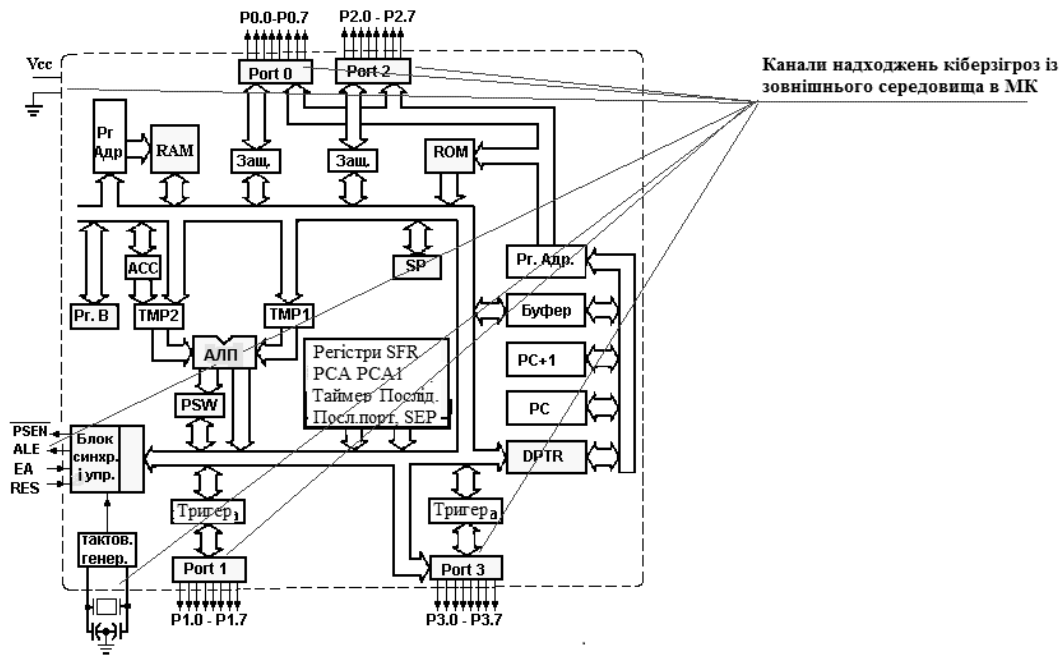 P0.0-P0.7
P2.0 - P2.7
Vcc
Port 0
Port 2
Канали надходжень кіберзігроз із
зовнішнього середовища в МК
Рг
Адр
RAM
Защ.
Защ.
ROM
ACC
SP
Рг. Адр.
Рг. В
TMP2
TMP1
Буфер
АЛП
Регістри SFR
PCA PCA1
Таймер Послід.
Посл.порт, SEP
PC+1
PSW
PC
PSEN
ALE
EA
RES
Блок
синхр.
і упр.
DPTR
Тригера
Тригера
тактов.
генер.
Port 1
Port 3
P1.0 - P1.7
P3.0 - P3.7